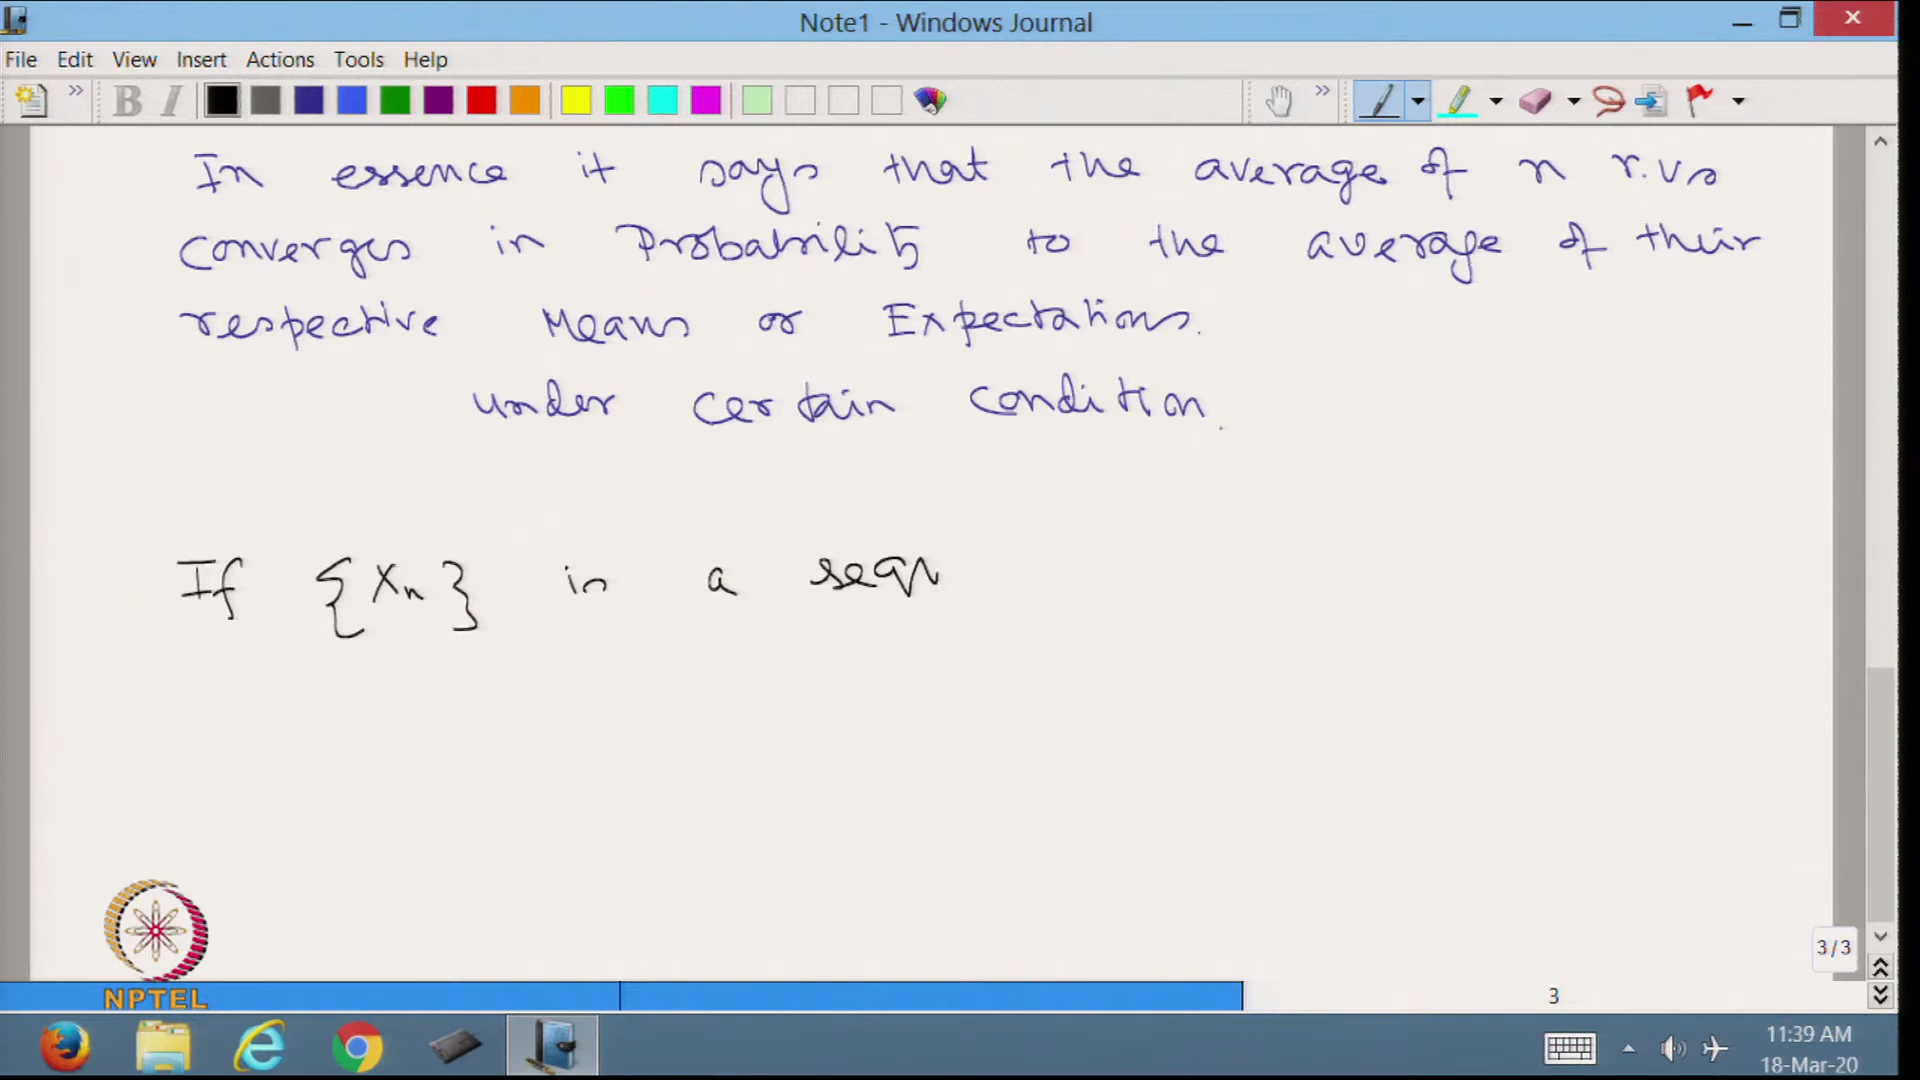 Note1 - Windows Journal
File Edit View Insert Actions Tools Help
B I
In essence it says that the average of n r.vs
converges in Probability to the average of their
respective Means or Expectations.
under certain condition.
If {Xn} is a sequ
3/3
NPTEL
3
11:39 AM
18-Mar-20